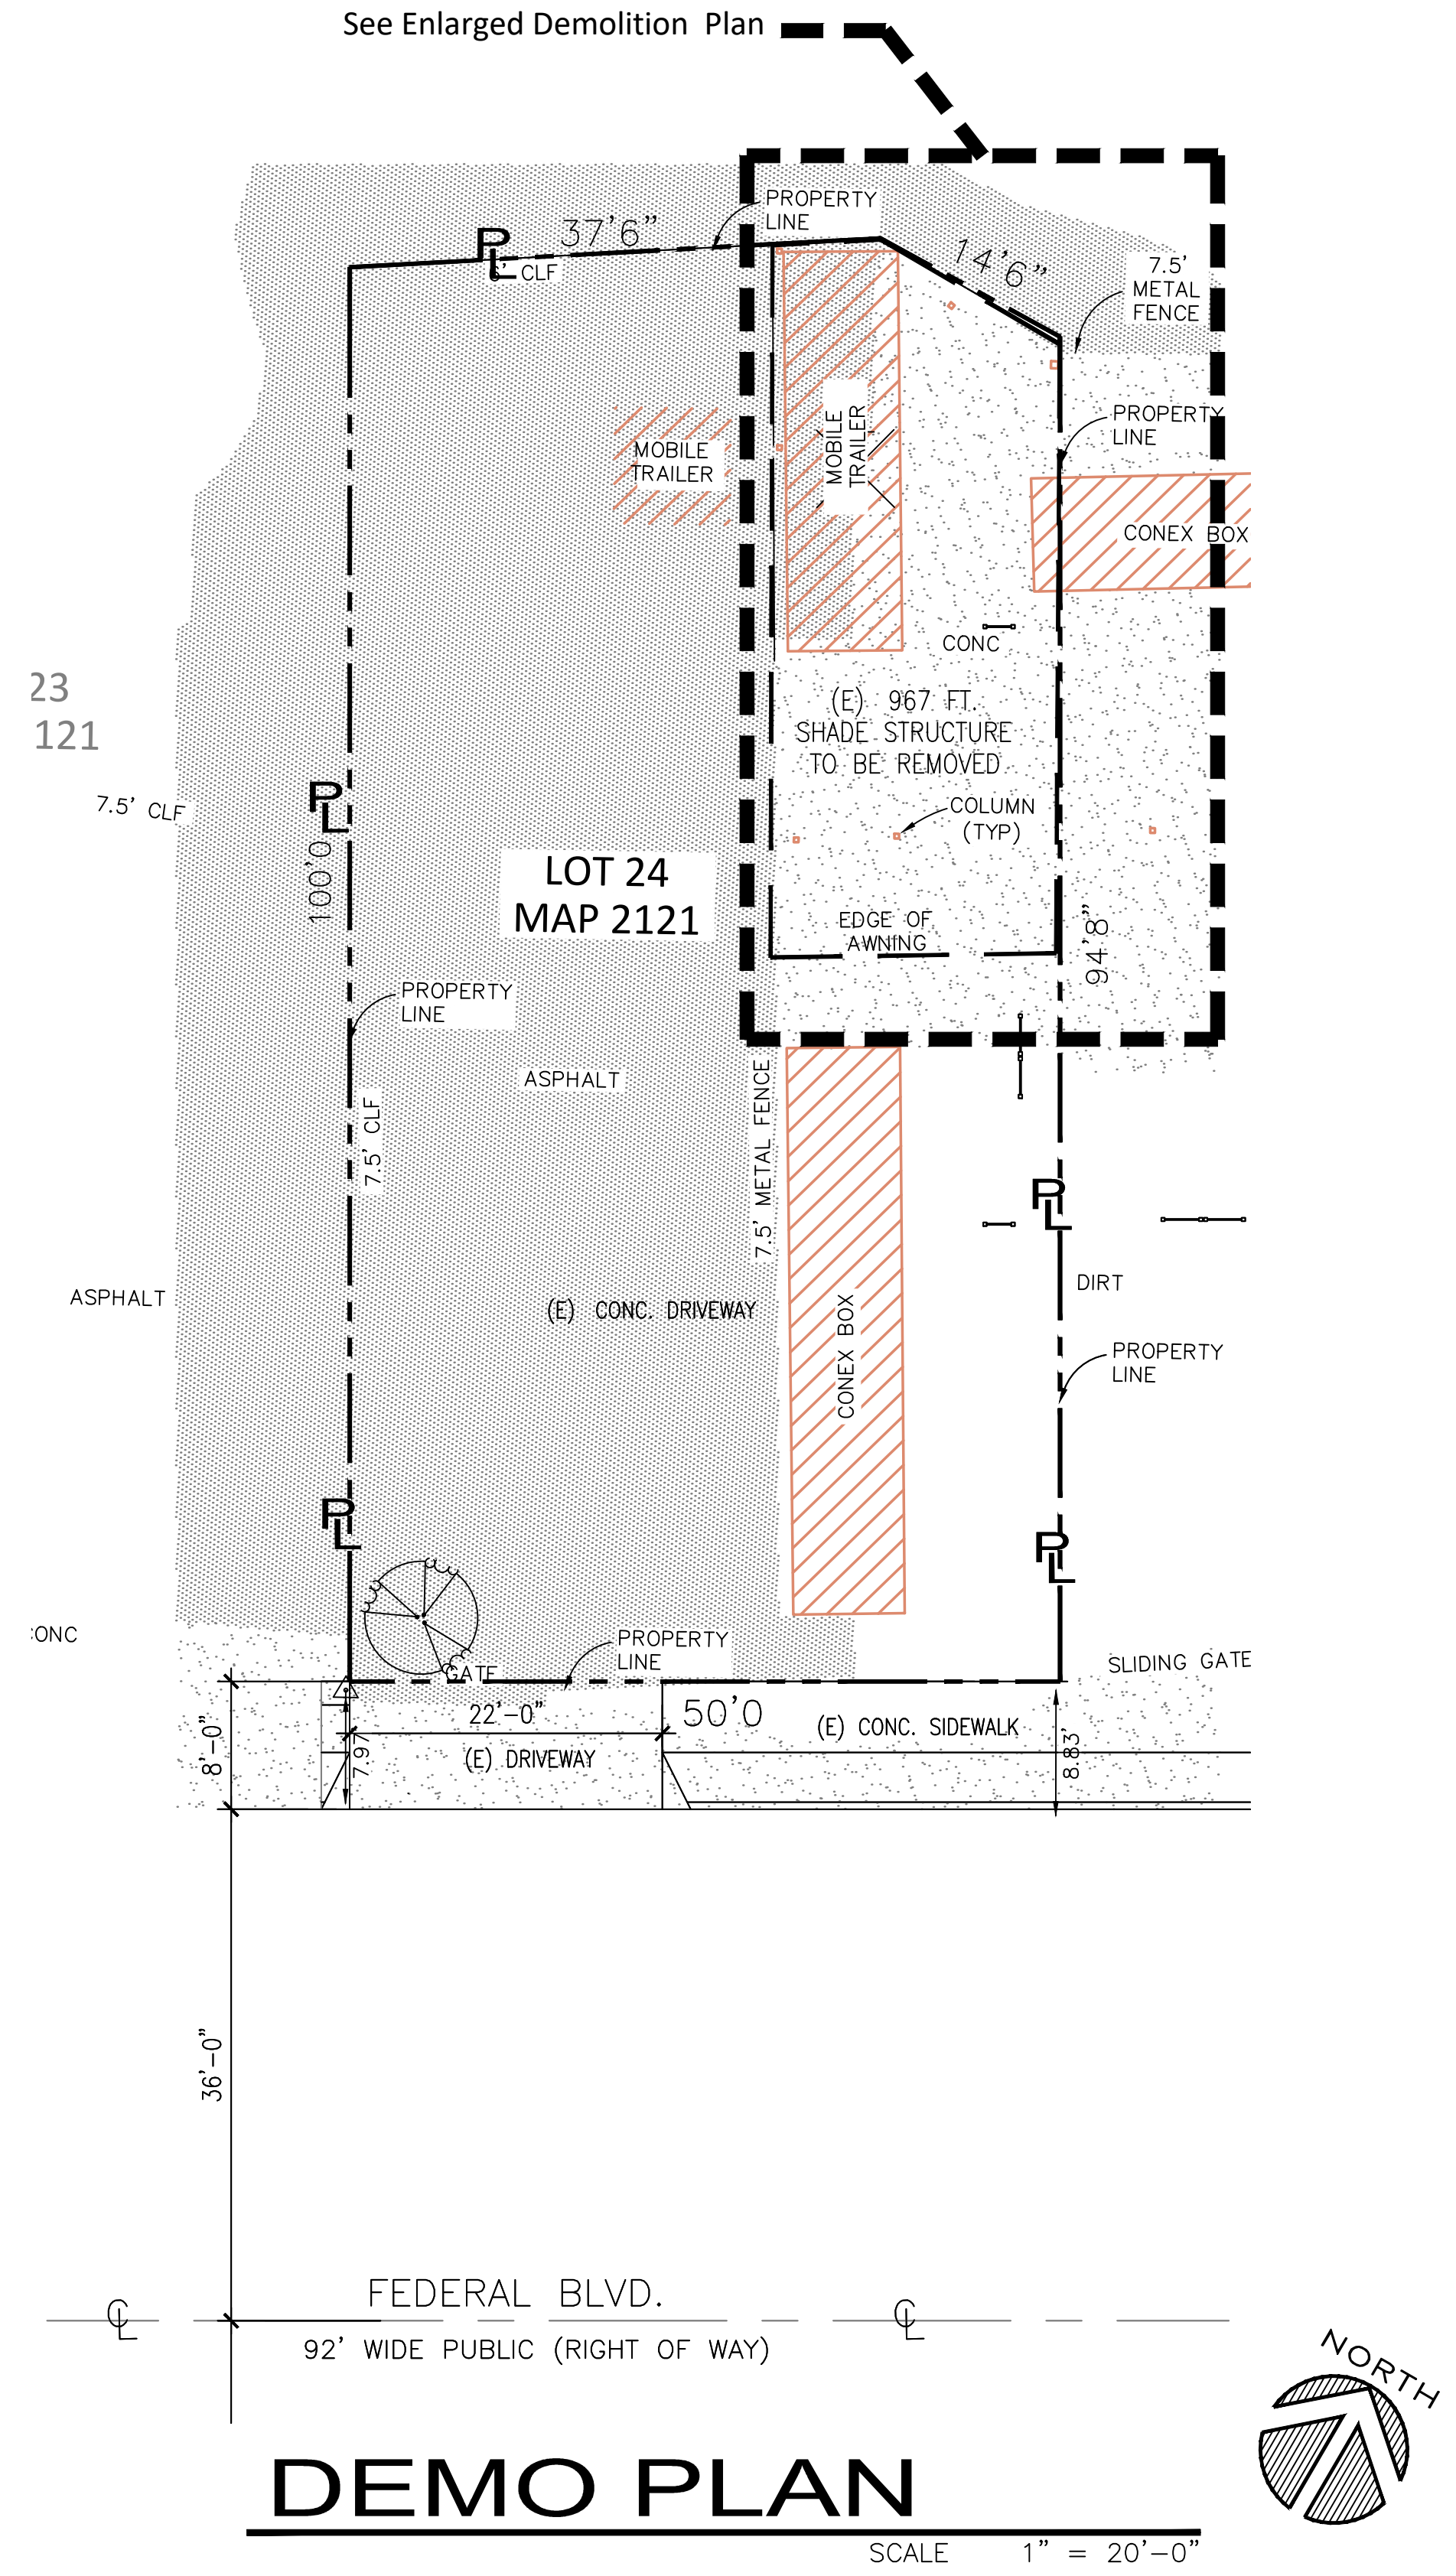 See Enlarged Demolition Plan
PROPERTY
LINE
37'6"
PL
6' CLF
14'6"
7.5'
METAL
FENCE
MOBILE
TRAILER
MOBILE
TRAILER
PROPERTY
LINE
CONEX BOX
CONC
23
121
(E) 967 FT.
SHADE STRUCTURE
TO BE REMOVED
7.5' CLF
PL
100'0
COLUMN
(TYP)
LOT 24
MAP 2121
EDGE OF
AWNING
94'8"
PROPERTY
LINE
ASPHALT
7.5' CLF
7.5' METAL FENCE
PL
ASPHALT
DIRT
(E) CONC. DRIVEWAY
CONEX BOX
PROPERTY
LINE
PL
PL
CONC
GATE
PROPERTY
LINE
SLIDING GATE
8'-0"
7.97'
22'-0"
50'0
(E) CONC. SIDEWALK
(E) DRIVEWAY
8.83'
36'-0"
FEDERAL BLVD.
CL
CL
92' WIDE PUBLIC (RIGHT OF WAY)
NORTH
DEMO PLAN
SCALE 1" = 20'-0"